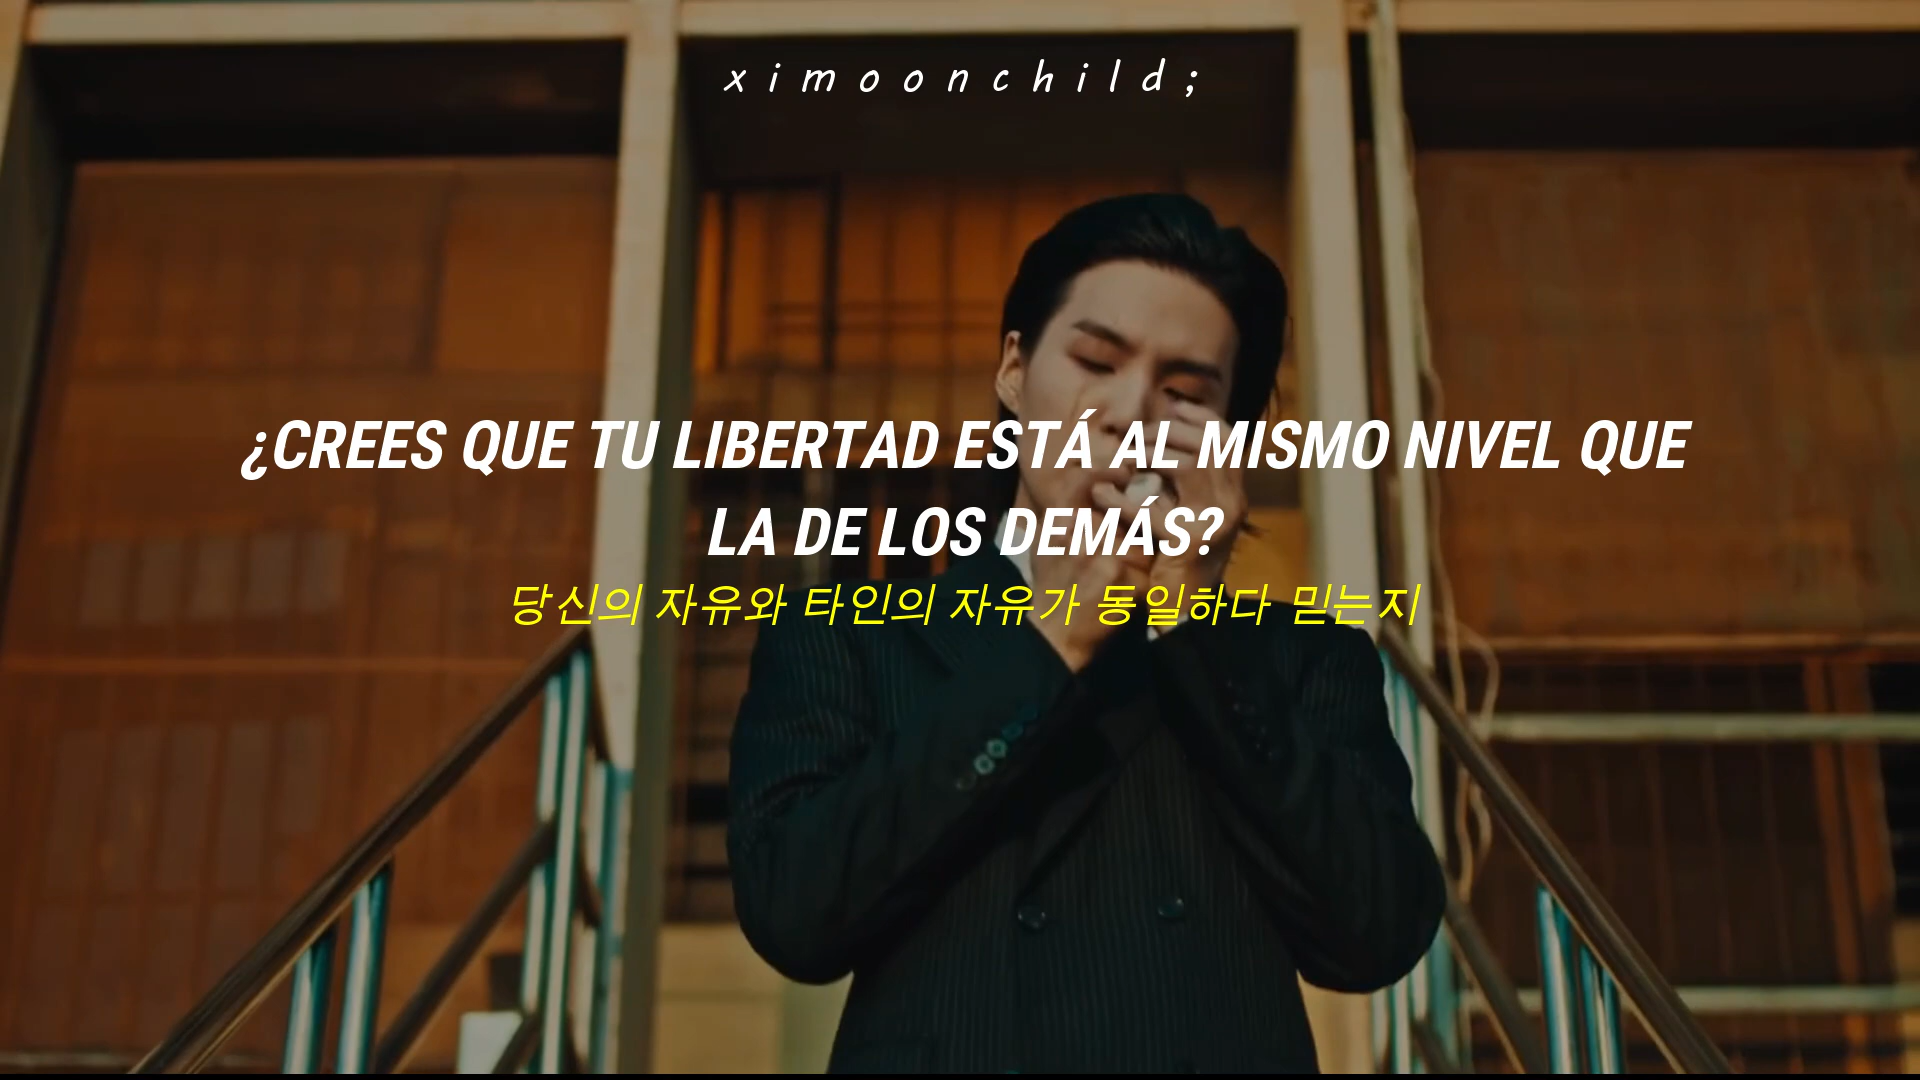 ximoonchild;
¿CREES QUE TU LIBERTAD ESTÁ AL MISMO NIVEL QUE
LA DE LOS DEMÁS?
당신의 자유와 타인의 자유가 동일하다 믿는지